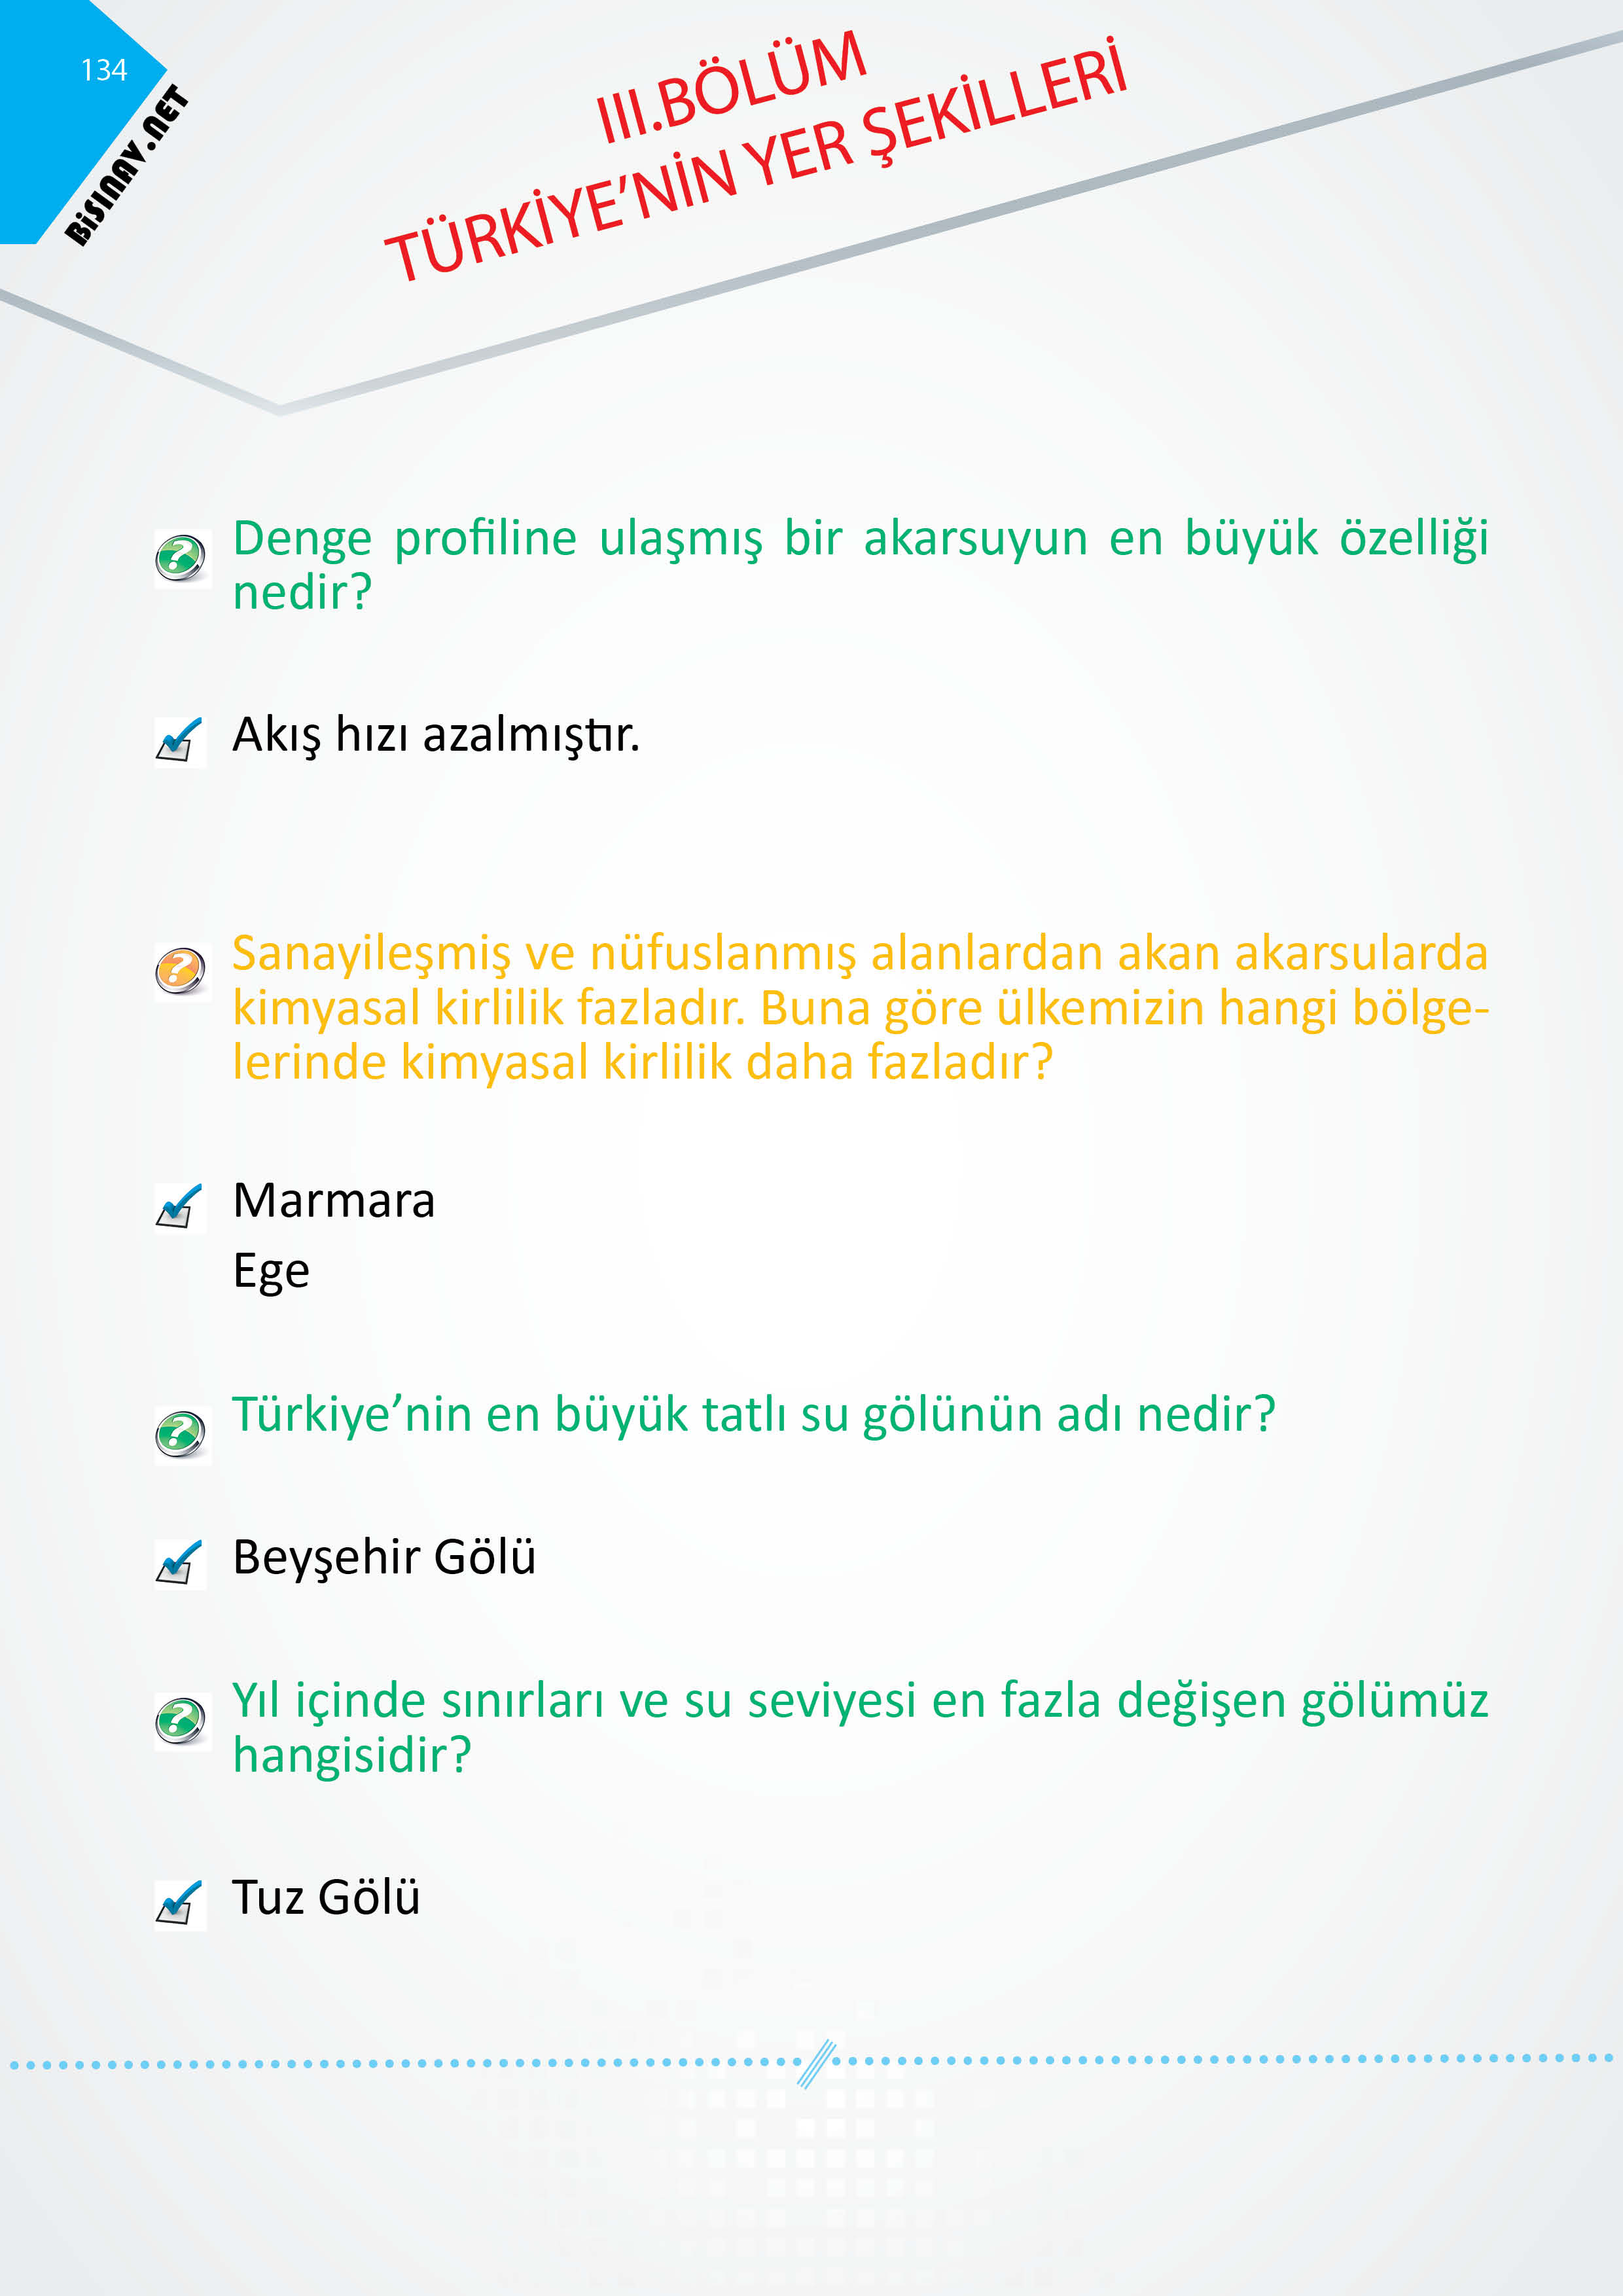 134
BiSINAV.NET
III.BÖLÜM
TÜRKİYE’NİN YER ŞEKİLLERİ
Denge profiline ulaşmış bir akarsuyun en büyük özelliği
nedir?
Akış hızı azalmıştır.
Sanayileşmiş ve nüfuslanmış alanlardan akan akarsularda
kimyasal kirlilik fazladır. Buna göre ülkemizin hangi bölge-
lerinde kimyasal kirlilik daha fazladır?
Marmara
Ege
Türkiye’nin en büyük tatlı su gölünün adı nedir?
Beyşehir Gölü
Yıl içinde sınırları ve su seviyesi en fazla değişen gölümüz
hangisidir?
Tuz Gölü